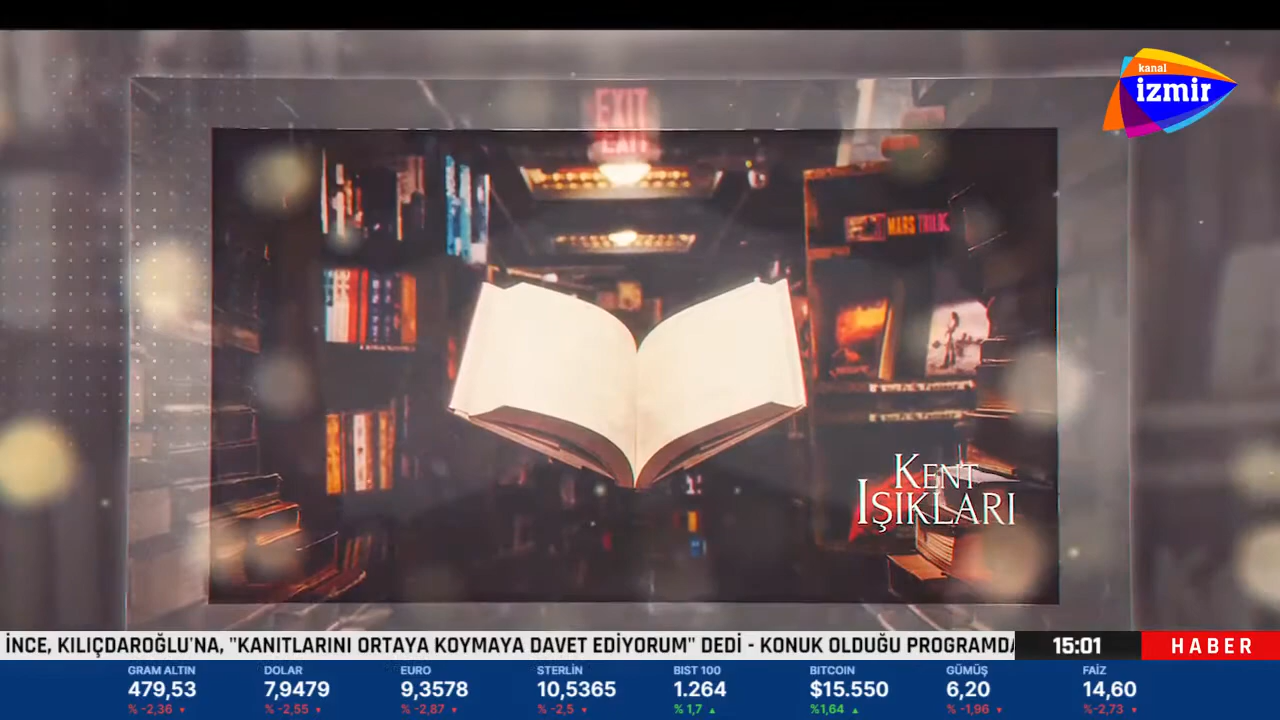 kanal
izmir
EXIT
MARS
KENT
IŞIKLARI
İNCE, KILIÇDAROĞLU'NA, "KANITLARINI ORTAYA KOYMAYA DAVET EDİYORUM" DEDİ - KONUK OLDUĞU PROGRAMDA
15:01
HABER
GRAM ALTIN DOLAR EURO STERLİN BIST 100 BITCOIN GÜMÜŞ FAİZ
479,53 7,9479 9,3578 10,5365 1.264 $15.550 6,20 14,60
% -2,36 % -2,55 % -2,87 % -2,5 % 1,7 %1,64 % -1,96 %-2,73